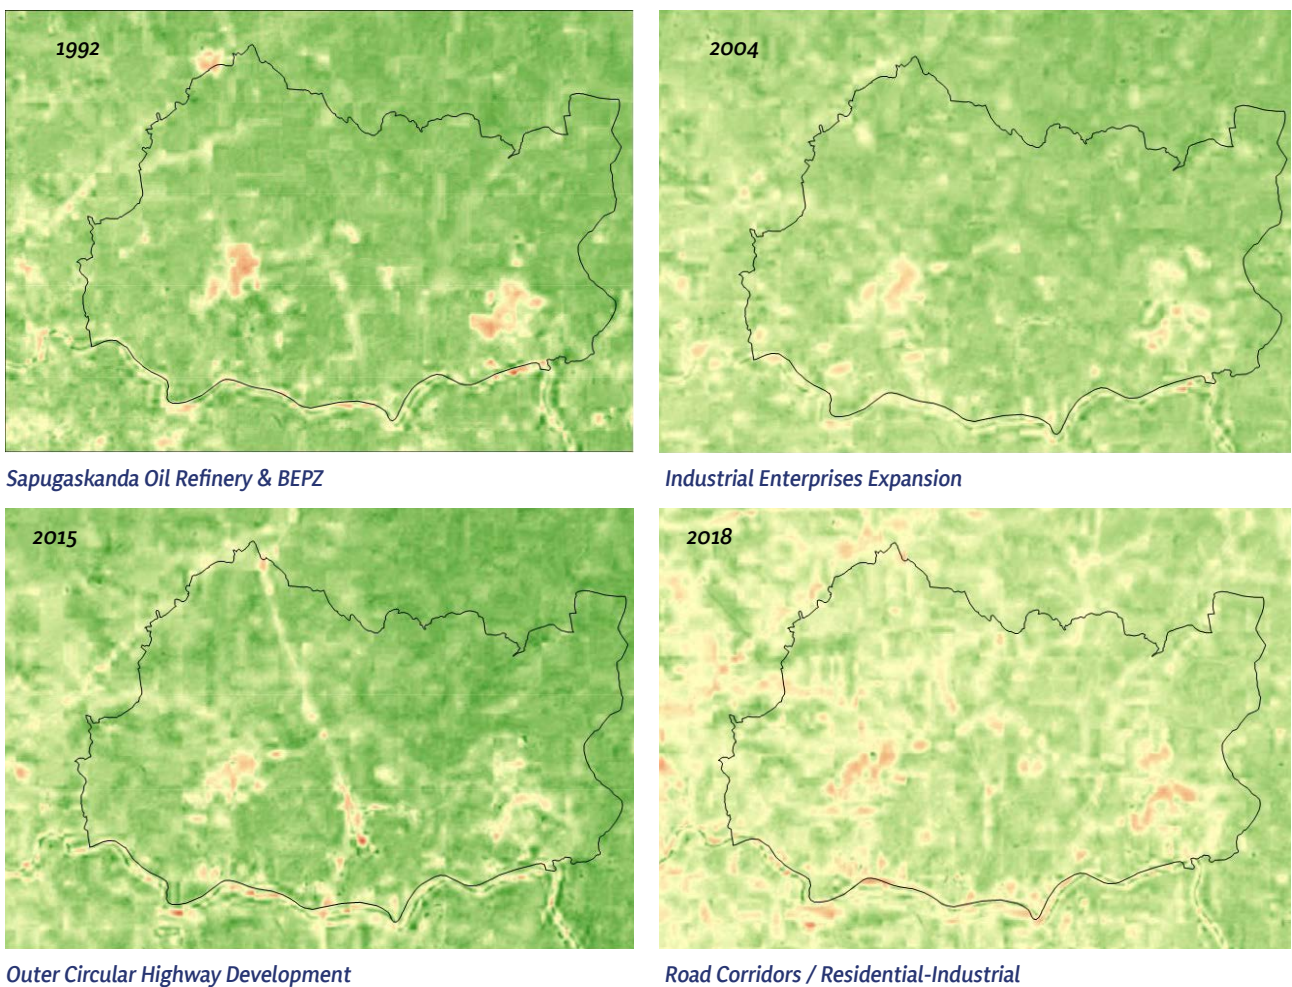 1992
2004
Sapugaskanda Oil Refinery & BEPZ
Industrial Enterprises Expansion
2015
2018
Outer Circular Highway Development
Road Corridors / Residential-Industrial